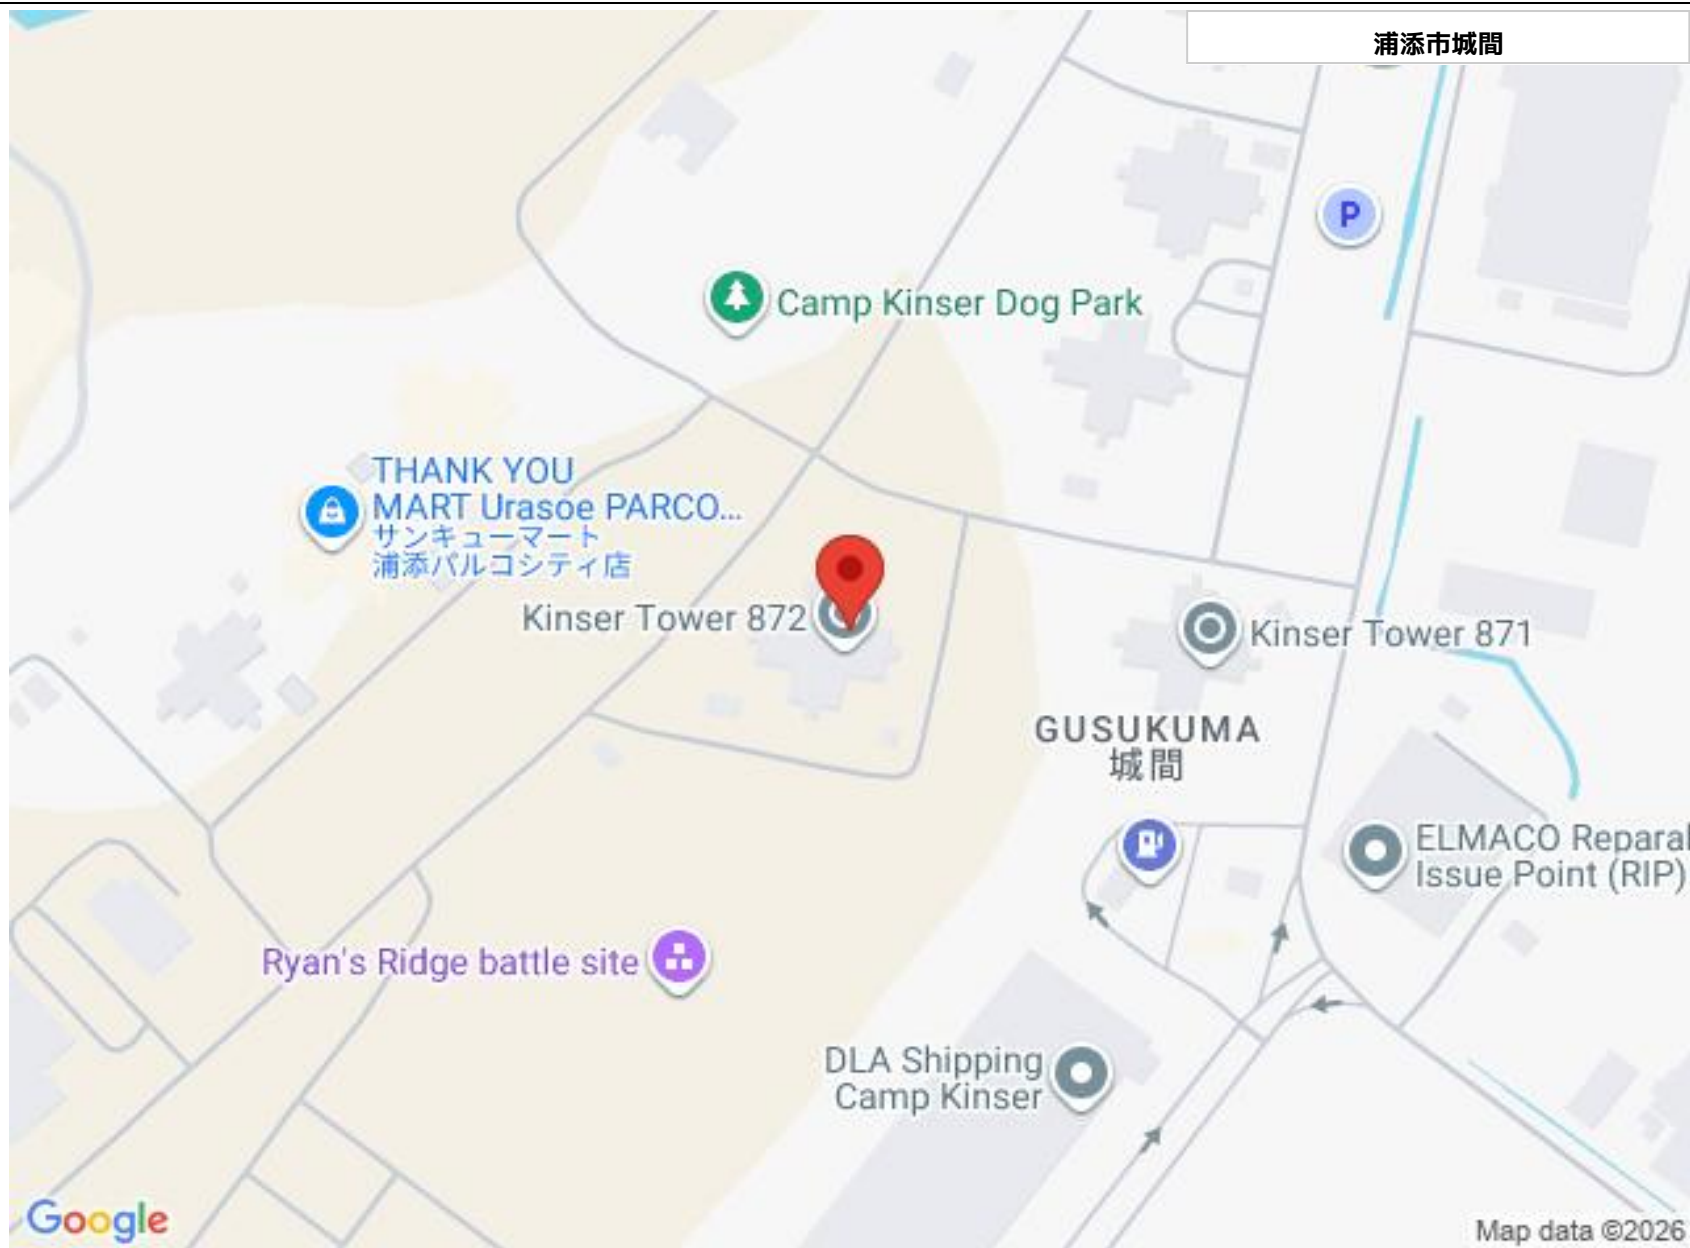 浦添市城間
P
Camp Kinser Dog Park
THANK YOU
MART Urasoe PARCO...
サンキューマート
浦添パルコシティ店
Kinser Tower 872
Kinser Tower 871
GUSUKUMA
城間
ELMACO Reparal
Issue Point (RIP)
Ryan's Ridge battle site
DLA Shipping
Camp Kinser
Google
Map data ©2026